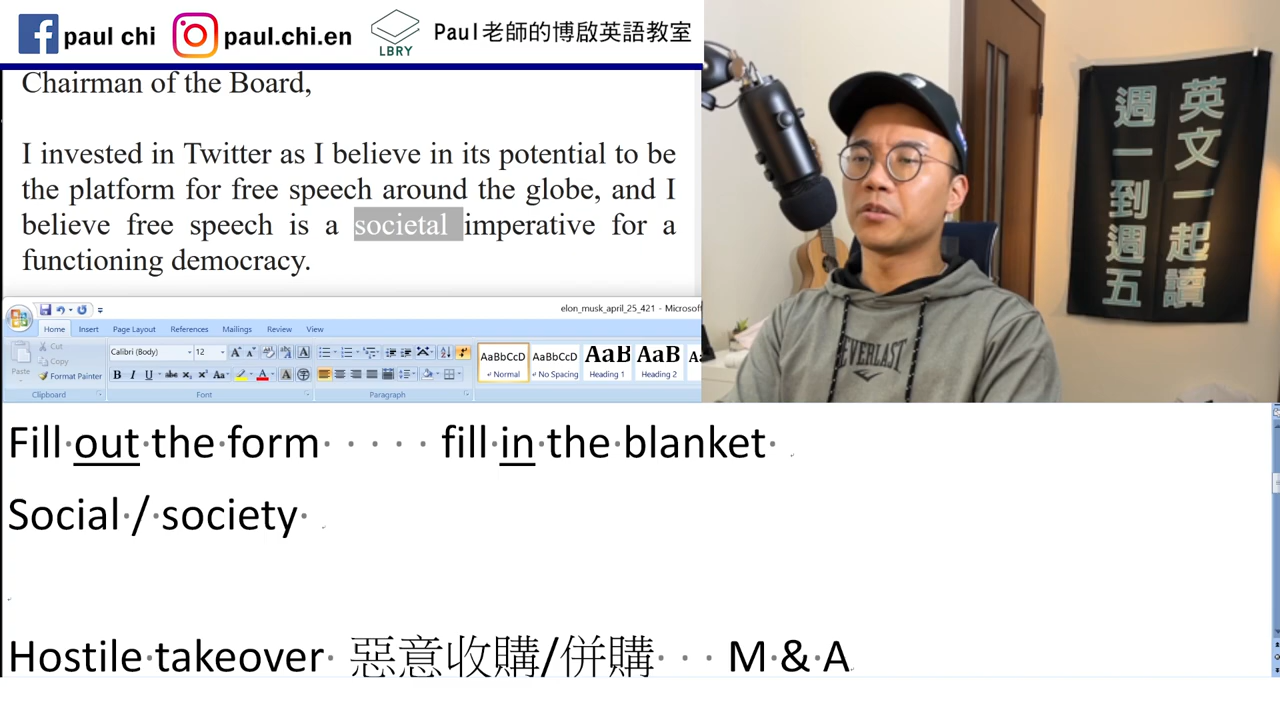 paul chi paul.chi.en LBRY Paul老師的博啟英語教室
Chairman of the Board,
I invested in Twitter as I believe in its potential to be
the platform for free speech around the globe, and I
believe free speech is a societal imperative for a
functioning democracy.
elon_musk_april_25_421 - Microsoft
Home Insert Page Layout References Mailings Review View
Cut
Copy
Paste
Format Painter
Calibri (Body) 12
AaBbCcD AaBbCcD AaB AaB
Normal No Spacing Heading 1 Heading 2
Clipboard Font Paragraph
英文一起讀
週一到週五
EVERLAST
Fill out the form fill in the blanket
Social / society
Hostile takeover 惡意收購/併購 M & A